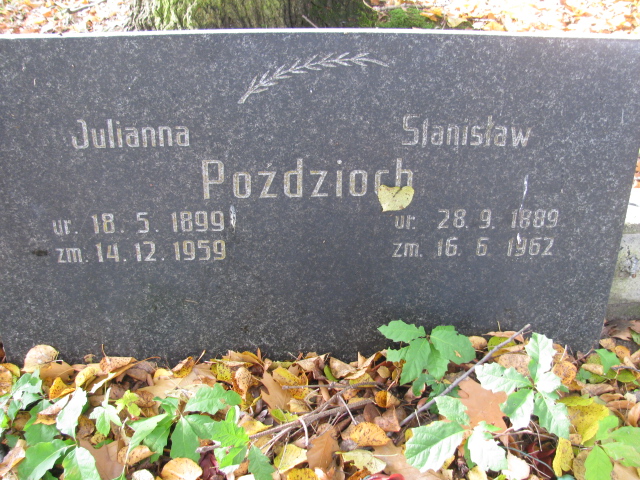 Julianna Stanisław
Poździoch
ur. 18. 5. 1899 ur. 28. 9. 1889
zm. 14. 12. 1959 zm. 16. 6. 1962